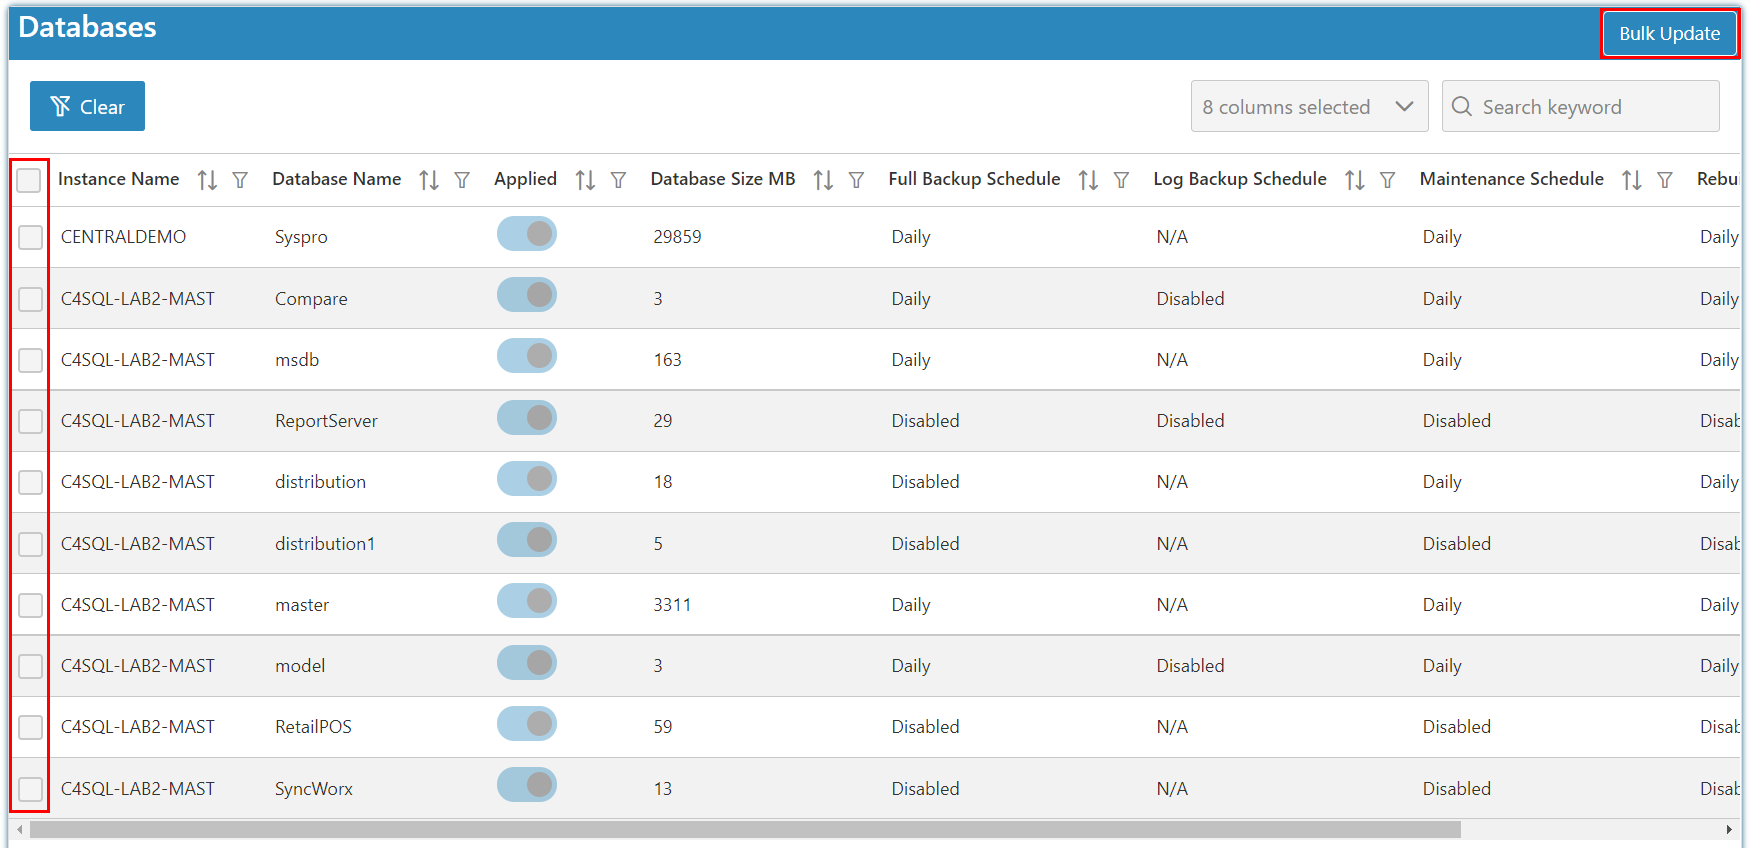 Databases
Bulk Update
Clear
8 columns selected
Search keyword
Instance Name Database Name Applied Database Size MB Full Backup Schedule Log Backup Schedule Maintenance Schedule Rebui
CENTRALDEMO Syspro 29859 Daily N/A Daily Daily
C4SQL-LAB2-MAST Compare 3 Daily Disabled Daily Daily
C4SQL-LAB2-MAST msdb 163 Daily N/A Daily Daily
C4SQL-LAB2-MAST ReportServer 29 Disabled Disabled Disabled Disab
C4SQL-LAB2-MAST distribution 18 Disabled N/A Daily Daily
C4SQL-LAB2-MAST distribution1 5 Disabled N/A Disabled Disab
C4SQL-LAB2-MAST master 3311 Daily N/A Daily Daily
C4SQL-LAB2-MAST model 3 Daily Disabled Daily Daily
C4SQL-LAB2-MAST RetailPOS 59 Disabled N/A Disabled Disab
C4SQL-LAB2-MAST SyncWorx 13 Disabled N/A Disabled Disab